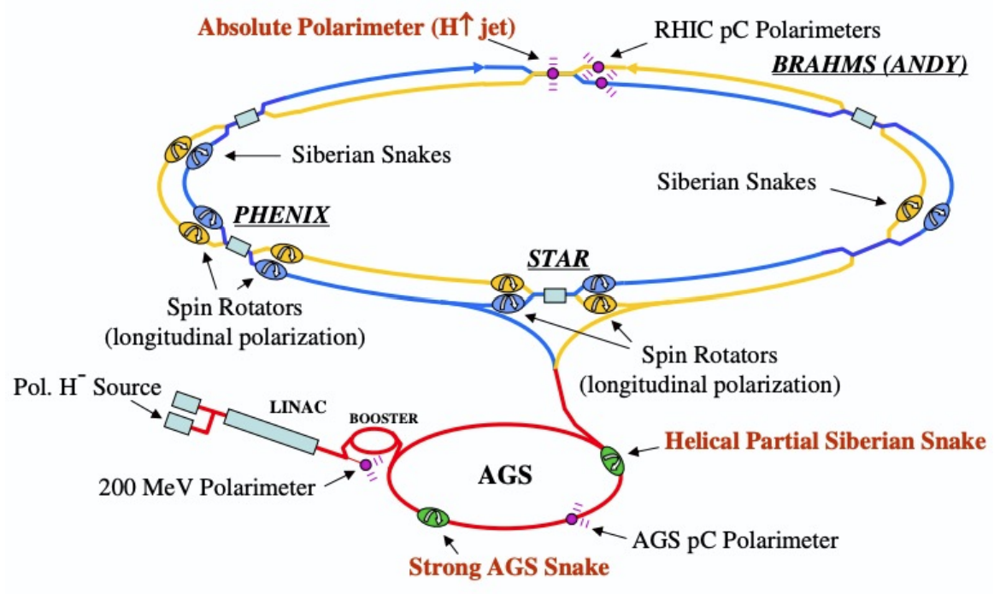 Absolute Polarimeter (H↑ jet)
RHIC pC Polarimeters
BRAHMS (ANDY)
Siberian Snakes
Siberian Snakes
PHENIX
STAR
Spin Rotators
(longitudinal polarization)
Spin Rotators
(longitudinal polarization)
Pol. H⁻ Source
LINAC
BOOSTER
Helical Partial Siberian Snake
AGS
200 MeV Polarimeter
AGS pC Polarimeter
Strong AGS Snake